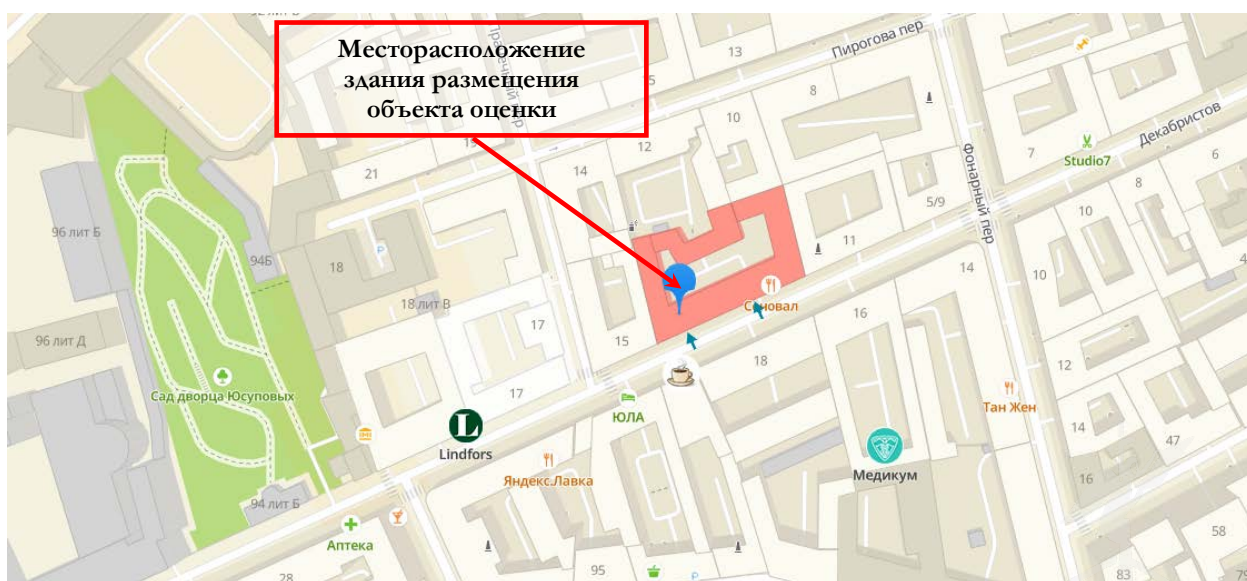 Месторасположение
здания размещения
объекта оценки
Пирогова пер
13
15
8
10
12
Декабристов
Studio7
7
6
Фонарный пер
21
14
8
10
5/9
96 лит Б
94Б
18
11
14
4
10
18 лит В
Сеновал
16
17
15
96 лит Д
18
12
Сад дворца Юсуповых
17
ЮЛА
Тан Жен
14
L
Lindfors
47
Медикум
Яндекс.Лавка
16
94 лит Б
Аптека
58
95
28
83